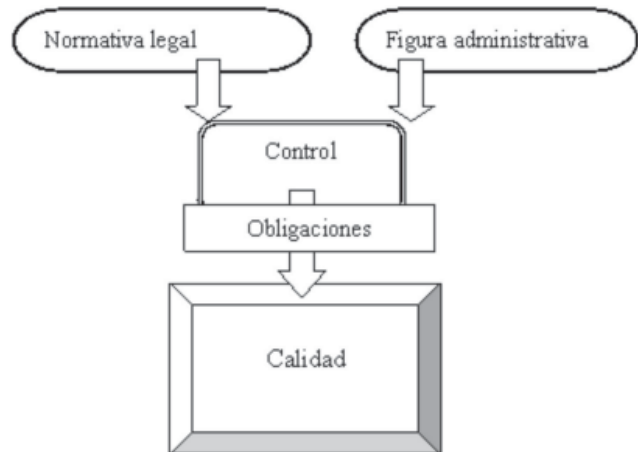 Normativa legal
Figura administrativa
Control
Obligaciones
Calidad